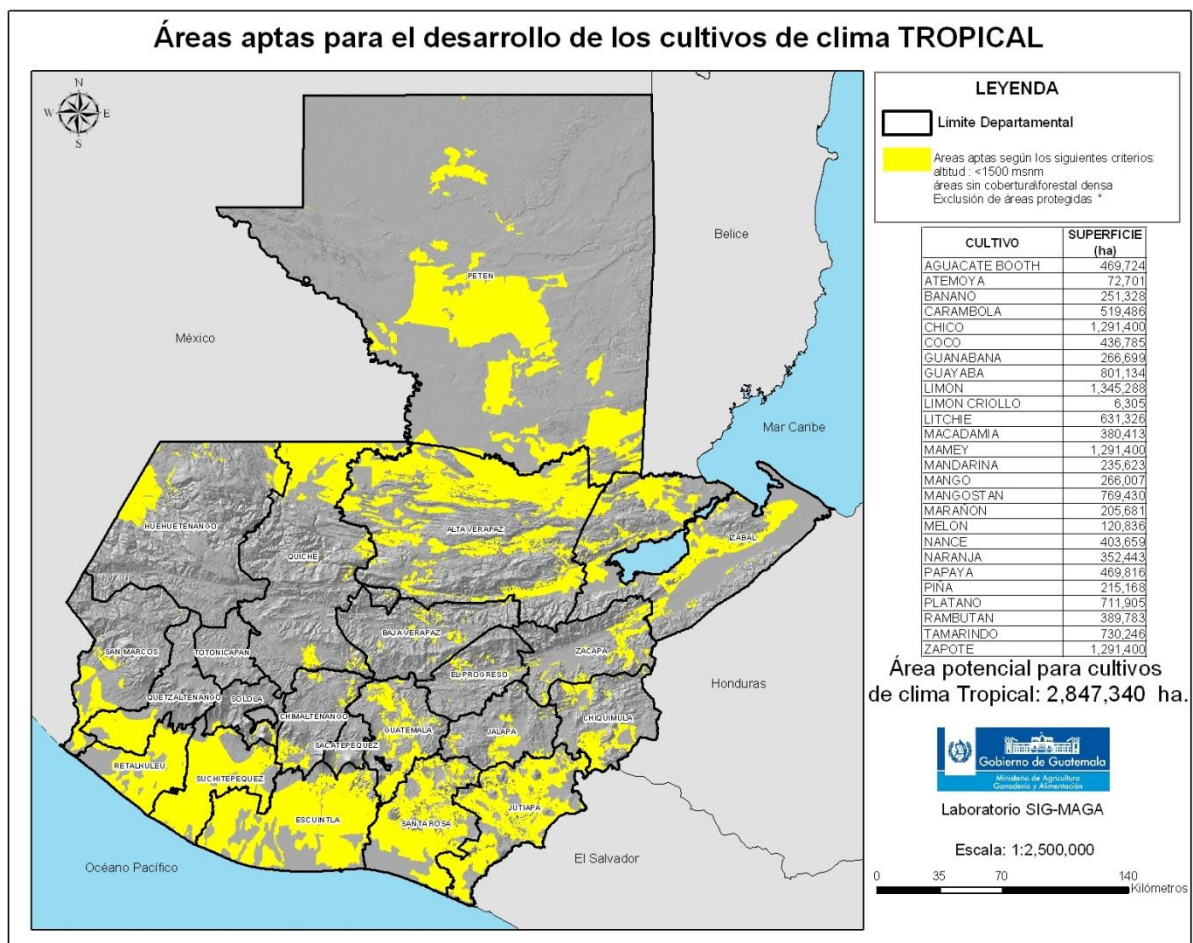 Áreas aptas para el desarrollo de los cultivos de clima TROPICAL
N
W
E
S
México
Belice
Mar Caribe
Honduras
El Salvador
Océano Pacífico
PETEN
HUEHUETENANGO
QUICHE
ALTA VERAPAZ
IZABAL
SAN MARCOS
TOTONICAPAN
BAJA VERAPAZ
ZACAPA
EL PROGRESO
QUETZALTENANGO
SOLOLA
CHIMALTENANGO
GUATEMALA
JALAPA
CHIQUIMULA
SACATEPEQUEZ
RETALHULEU
SUCHITEPEQUEZ
ESCUINTLA
SANTA ROSA
JUTIAPA
LEYENDA
Limite Departamental
Areas aptas según los siguientes criterios:
altitud : <1500 msnm
áreas sin cobertura\forestal densa
Exclusión de áreas protegidas *
CULTIVO SUPERFICIE
(ha)
AGUACATE BOOTH 469,724
ATEMOYA 72,701
BANANO 251,328
CARAMBOLA 519,486
CHICO 1,291,400
COCO 436,785
GUANABANA 266,699
GUAYABA 801,134
LIMON 1,345,288
LIMON CRIOLLO 6,305
LITCHIE 631,326
MACADAMIA 380,413
MAMEY 1,291,400
MANDARINA 235,623
MANGO 266,007
MANGOSTAN 769,430
MARAÑON 205,681
MELON 120,836
NANCE 403,659
NARANJA 352,443
PAPAYA 469,816
PIÑA 215,168
PLATANO 711,905
RAMBUTAN 389,783
TAMARINDO 730,246
ZAPOTE 1,291,400
Área potencial para cultivos
de clima Tropical: 2,847,340 ha.
Gobierno de Guatemala
Ministerio de Agricultura
Ganadería y Alimentación
Laboratorio SIG-MAGA
Escala: 1:2,500,000
0 35 70 140
Kilómetros